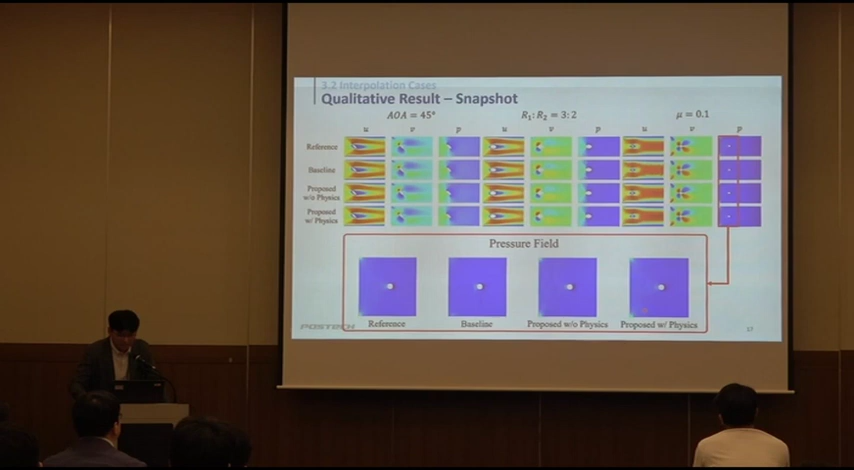 3.2 Interpolation Cases
Qualitative Result – Snapshot
AOA = 45° R₁: R₂ = 3: 2 μ = 0.1
u v p u v p u v p
Reference
Baseline
Proposed
w/o Physics
Proposed
w/ Physics
Pressure Field
Reference Baseline Proposed w/o Physics Proposed w/ Physics
POSTECH